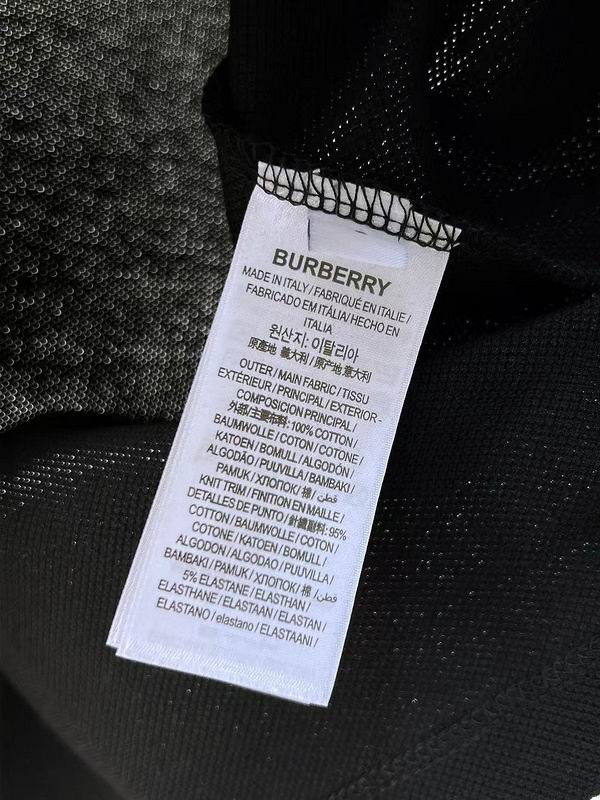 BURBERRY
MADE IN ITALY / FABRIQUÉ EN ITALIE /
FABRICADO EM ITÁLIA/ HECHO EN
ITALIA
원산지: 이탈리아
原產地 義大利 / 原产地 意大利
OUTER / MAIN FABRIC / TISSU
EXTÉRIEUR / PRINCIPAL / EXTERIOR -
COMPOSICION PRINCIPAL /
外部/主要布料: 100% COTTON /
BAUMWOLLE / COTON / COTONE /
KATOEN / BOMULL / ALGODÓN /
ALGODÃO / PUUVILLA / BAMBAKI /
PAMUK / ХЛОПОК / 棉 / قطن /
KNIT TRIM / FINITION EN MAILLE /
DETALLES DE PUNTO / 針織副料: 95%
COTTON / BAUMWOLLE / COTON /
COTONE / KATOEN / BOMULL /
ALGODON / ALGODAO / PUUVILLA /
BAMBAKI / PAMUK / ХЛОПОК / 棉 / قطن /
5% ELASTANE / ELASTHAN /
ELASTHANE / ELASTAAN / ELASTAN /
ELASTANO / elastano / ELASTAANI /